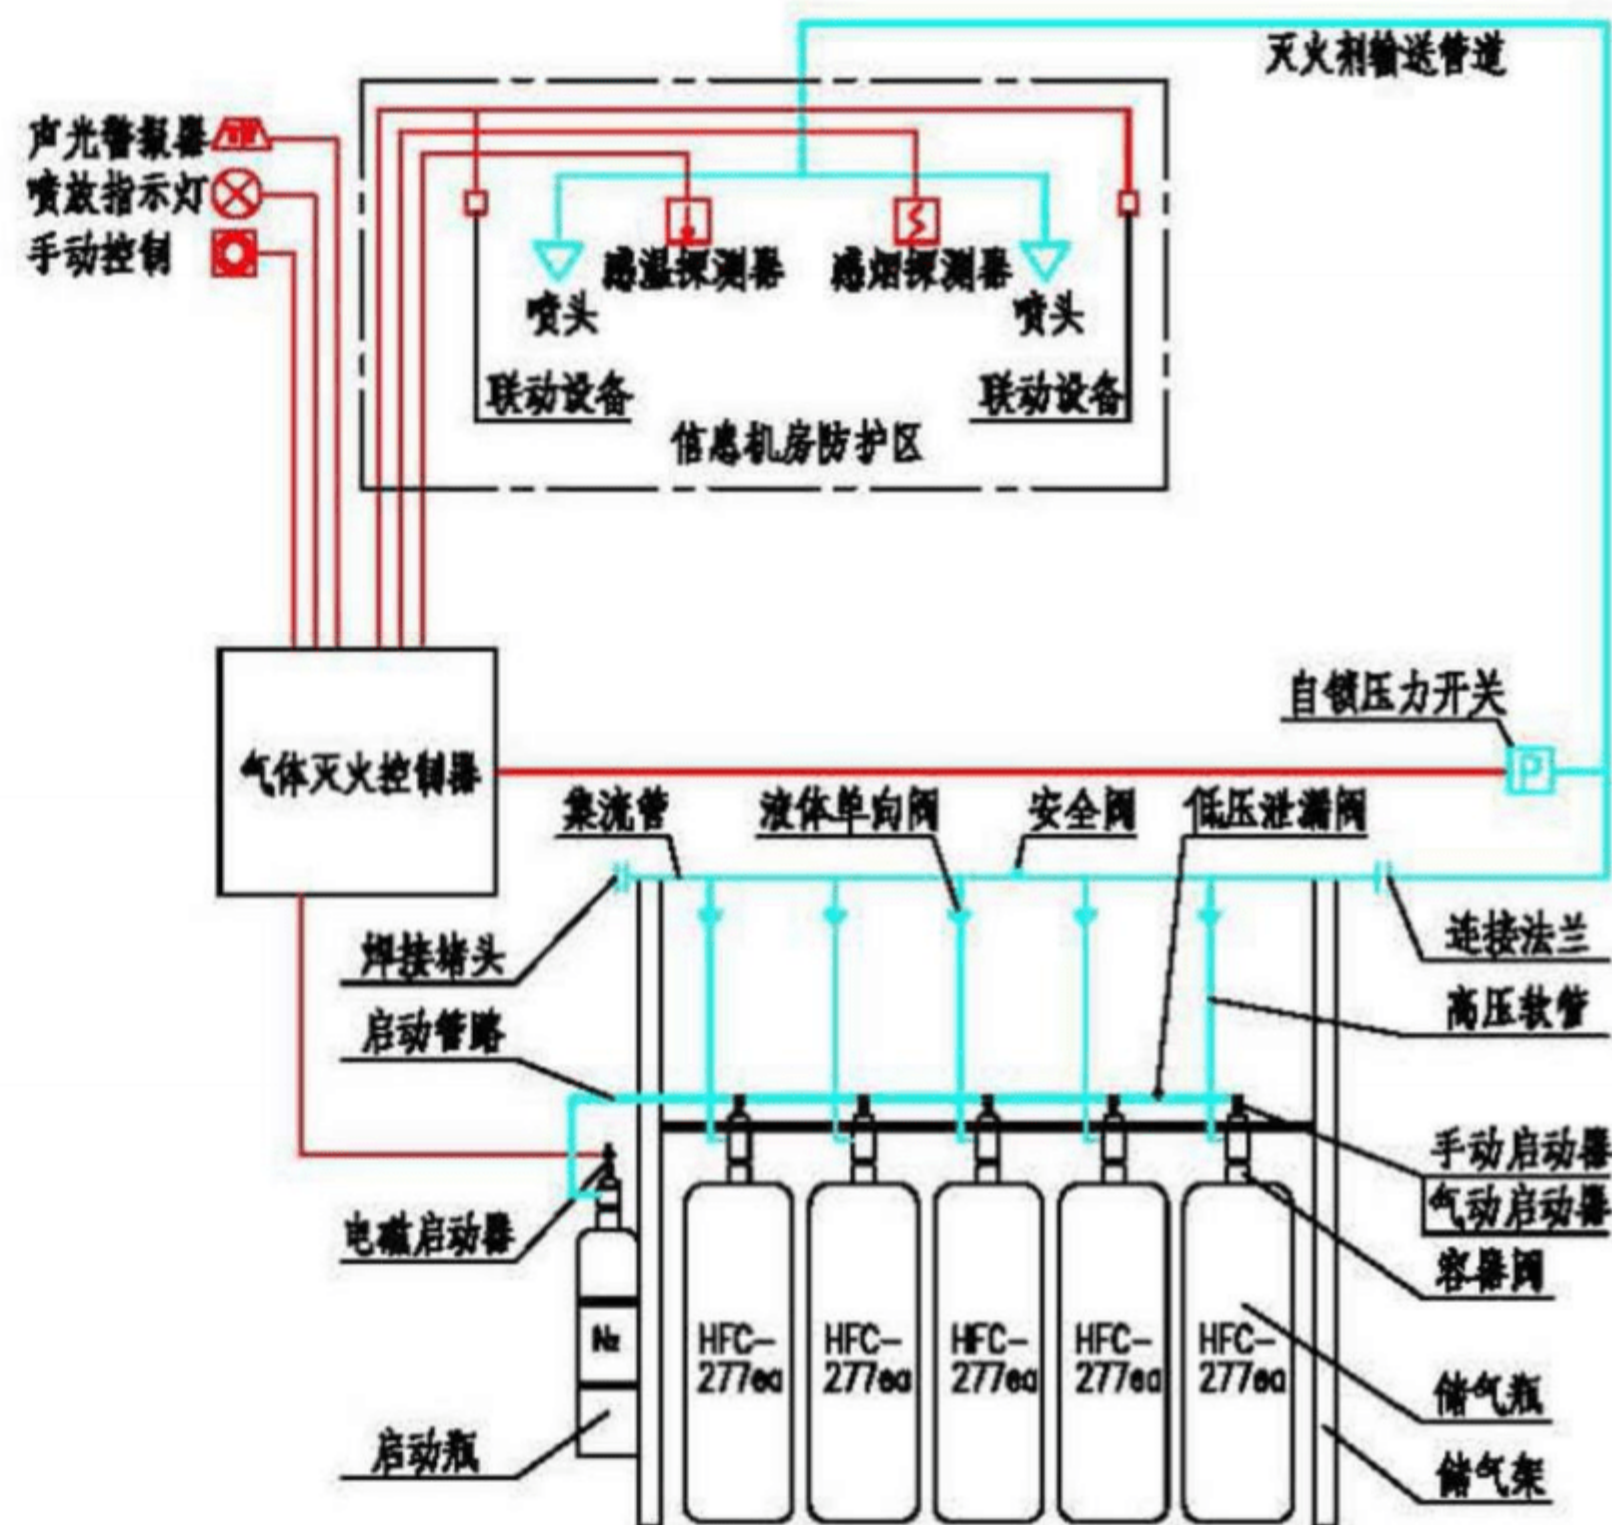 灭火剂输送管道
声光警报器
喷放指示灯
手动控制
感温探测器
感烟探测器
喷头
喷头
联动设备
联动设备
信息机房防护区
自锁压力开关
气体灭火控制器
集流管
液体单向阀
安全阀
低压泄漏阀
焊接堵头
连接法兰
高压软管
启动管路
手动启动器
气动启动器
电磁启动器
容器阀
N₂
HFC-
277ea
HFC-
277ea
HFC-
277ea
HFC-
277ea
HFC-
277ea
储气瓶
启动瓶
储气架
P